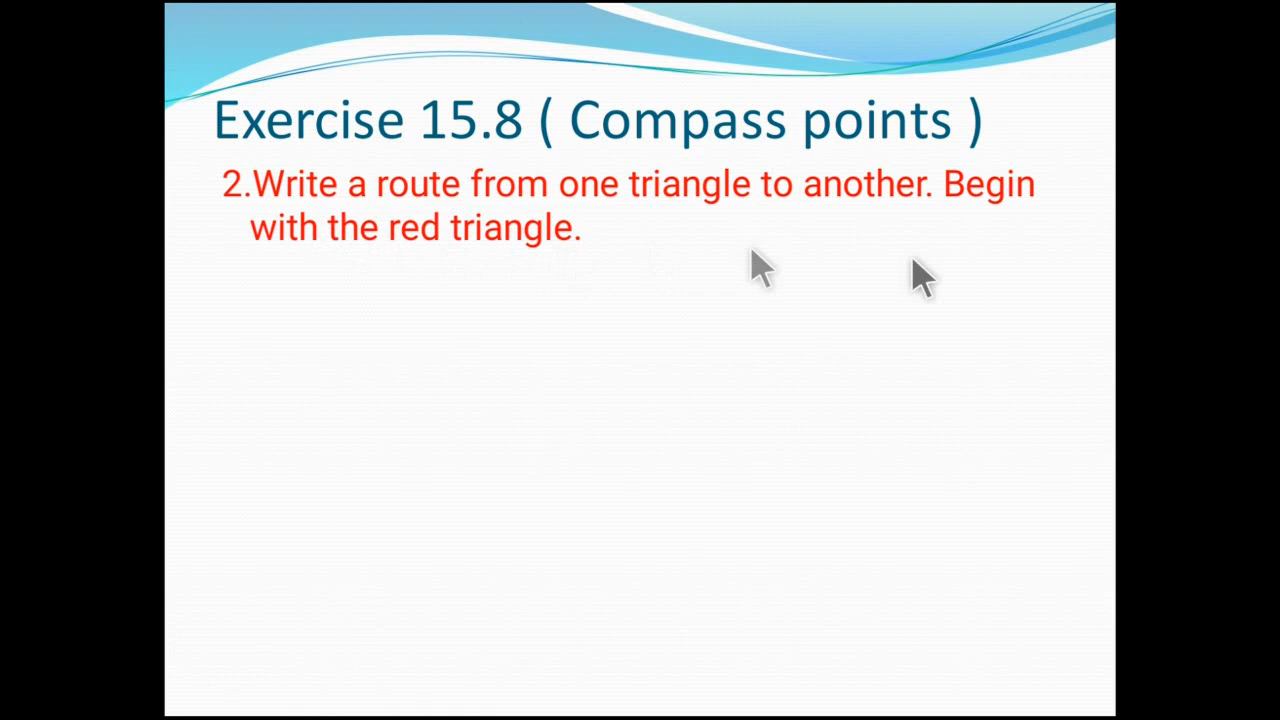 Exercise 15.8 ( Compass points )
2.Write a route from one triangle to another. Begin
with the red triangle.